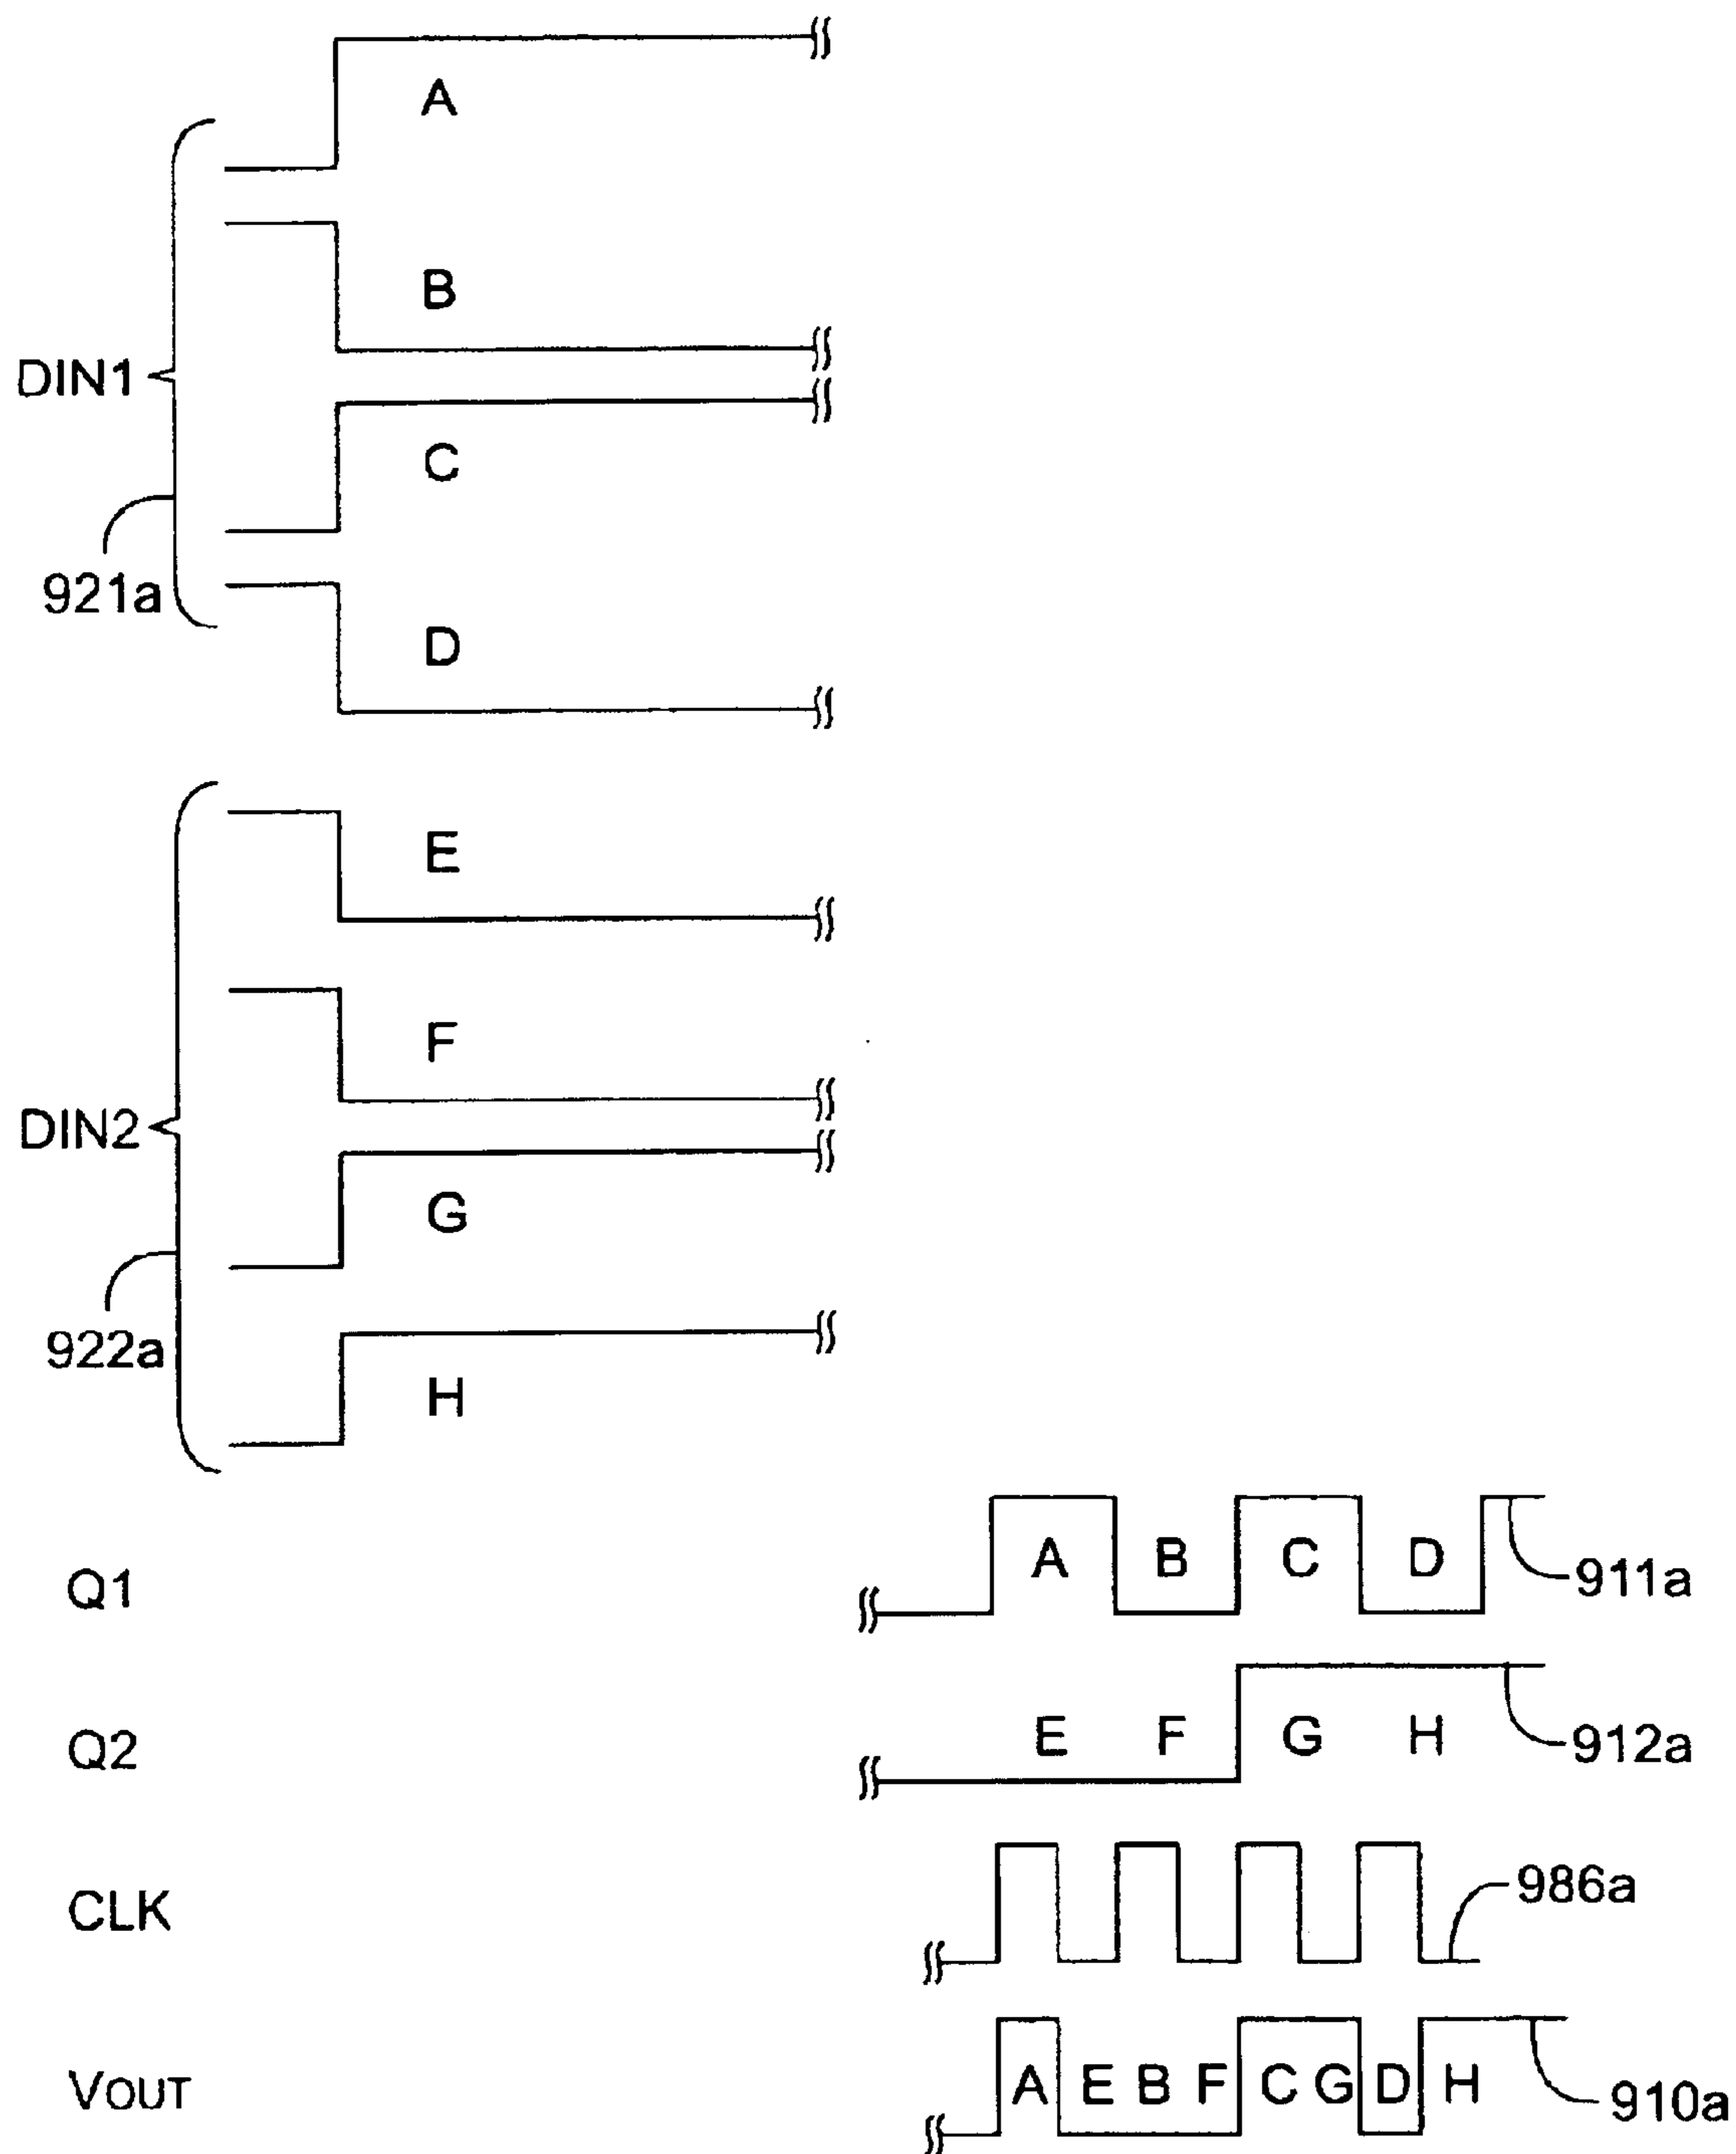 A
B
DIN1
C
921a
D
E
F
DIN2
G
922a
H
Q1 A B C D 911a
Q2 E F G H 912a
CLK 986a
VOUT A E B F C G D H 910a